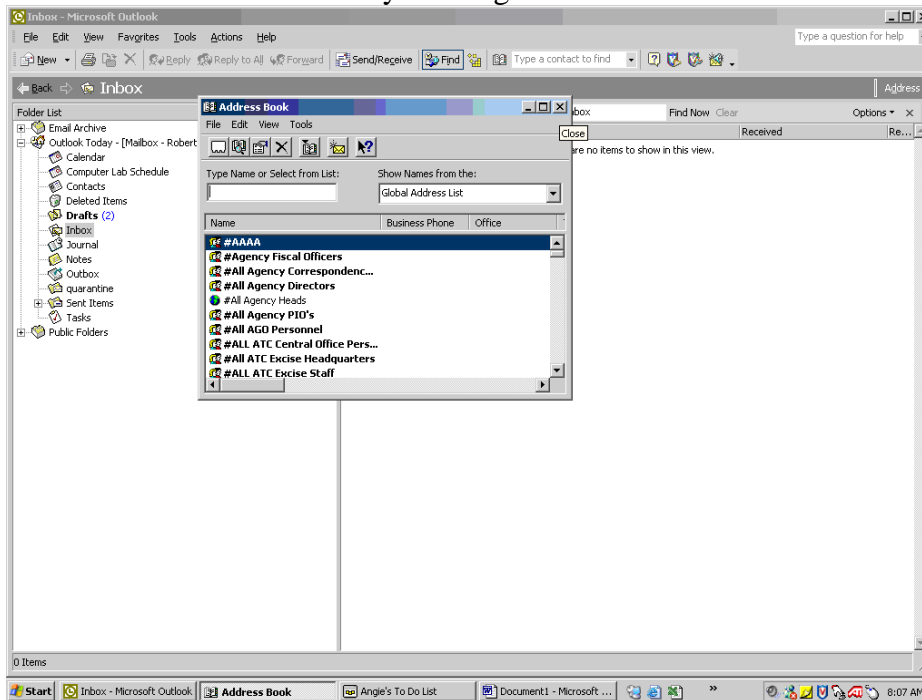 Inbox - Microsoft Outlook
File Edit View Favorites Tools Actions Help
Type a question for help
New Reply Reply to All Forward Send/Receive Find Type a contact to find
Back Inbox
Address
Folder List
Email Archive
Outlook Today - [Mailbox - Robert
Calendar
Computer Lab Schedule
Contacts
Deleted Items
Drafts (2)
Inbox
Journal
Notes
Outbox
quarantine
Sent Items
Tasks
Public Folders
Find Now Clear
Options
Received
Re...
are no items to show in this view.
Address Book
Close
File Edit View Tools
Type Name or Select from List:
Show Names from the:
Global Address List
Name Business Phone Office
#AAAA
#Agency Fiscal Officers
#All Agency Correspondenc...
#All Agency Directors
#All Agency Heads
#All Agency PIO's
#All AGO Personnel
#ALL ATC Central Office Pers...
#All ATC Excise Headquarters
#ALL ATC Excise Staff
0 Items
Start Inbox - Microsoft Outlook Address Book Angie's To Do List Document1 - Microsoft ... » 8:07 AM